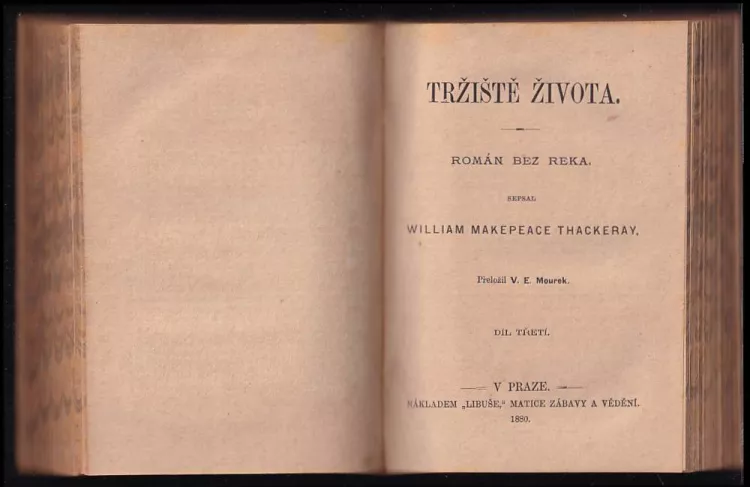 TRŽIŠTĚ ŽIVOTA.
ROMÁN BEZ REKA.
SEPSAL
WILLIAM MAKEPEACE THACKERAY.
Přeložil V. E. Mourek.
DÍL TŘETÍ.
V PRAZE.
NÁKLADEM „LIBUŠE,“ MATICE ZÁBAVY A VĚDĚNÍ.
1880.